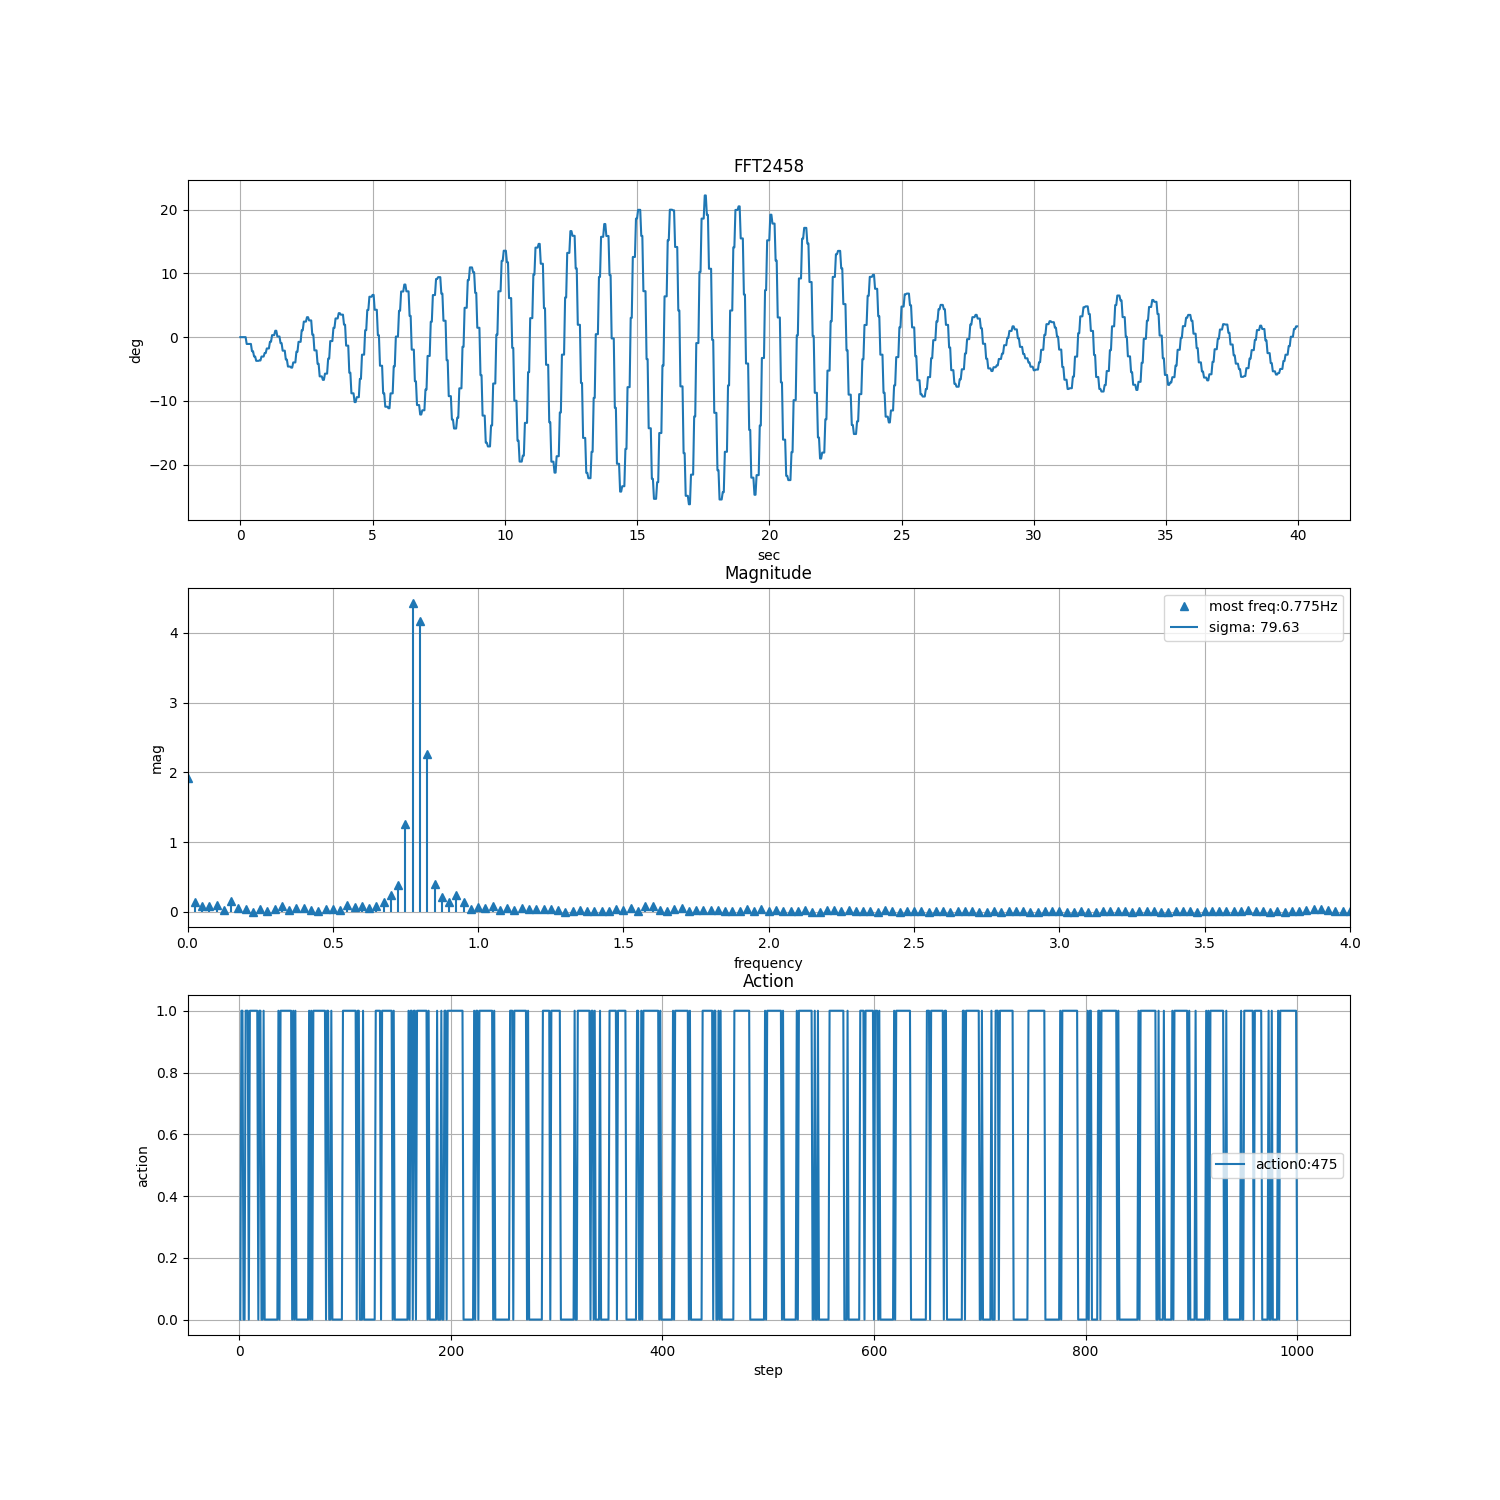 FFT2458
20
10
0
−10
−20
deg
0 5 10 15 20 25 30 35 40
sec
Magnitude
most freq:0.775Hz
sigma: 79.63
4
3
2
1
0
mag
0.0 0.5 1.0 1.5 2.0 2.5 3.0 3.5 4.0
frequency
Action
1.0
0.8
0.6
0.4
0.2
0.0
action
action0:475
0 200 400 600 800 1000
step